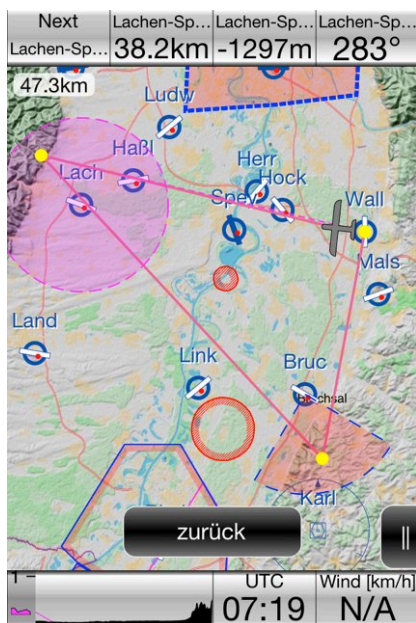 Next
Lachen-Sp...
Lachen-Sp...
38.2km
Lachen-Sp...
-1297m
Lachen-Sp...
283°
47.3km
Ludw
Haßl
Lach
Herr
Hock
Spey
Wall
Mals
Land
Link
Bruc
Karl
zurück
||
1
UTC
07:19
Wind [km/h]
N/A